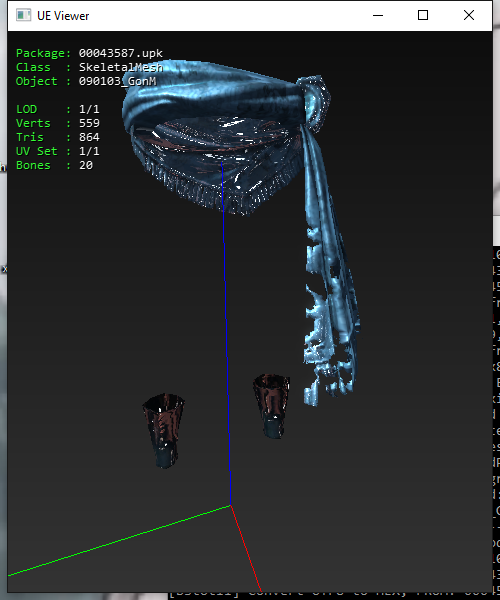 UE Viewer
Package: 00043587.upk
Class  : SkeletalMesh
Object : 090103_GonM
LOD    : 1/1
Verts  : 559
Tris   : 864
UV Set : 1/1
Bones  : 20